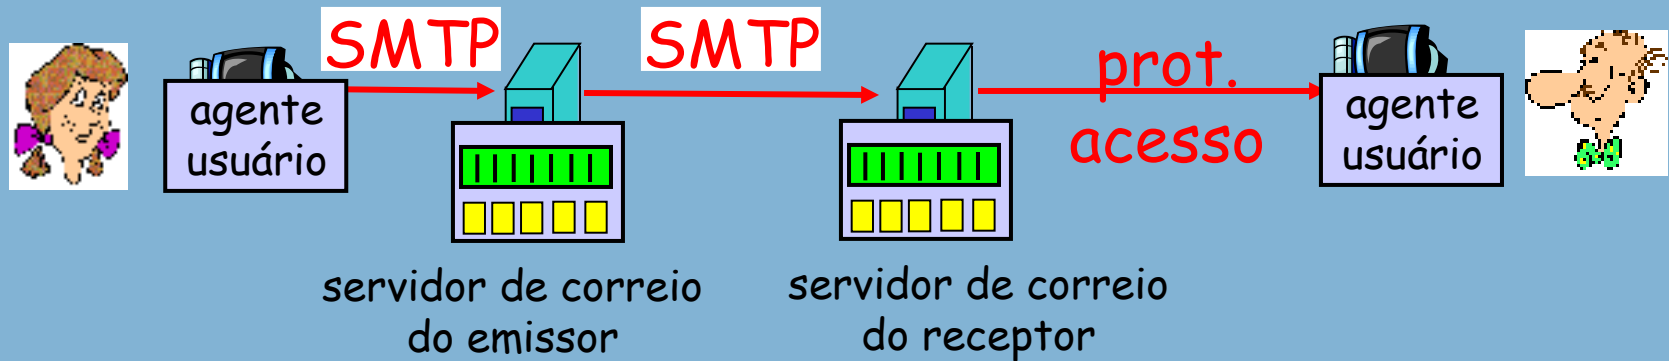 SMTP
SMTP
prot.
acesso
agente
usuário
agente
usuário
servidor de correio
do emissor
servidor de correio
do receptor